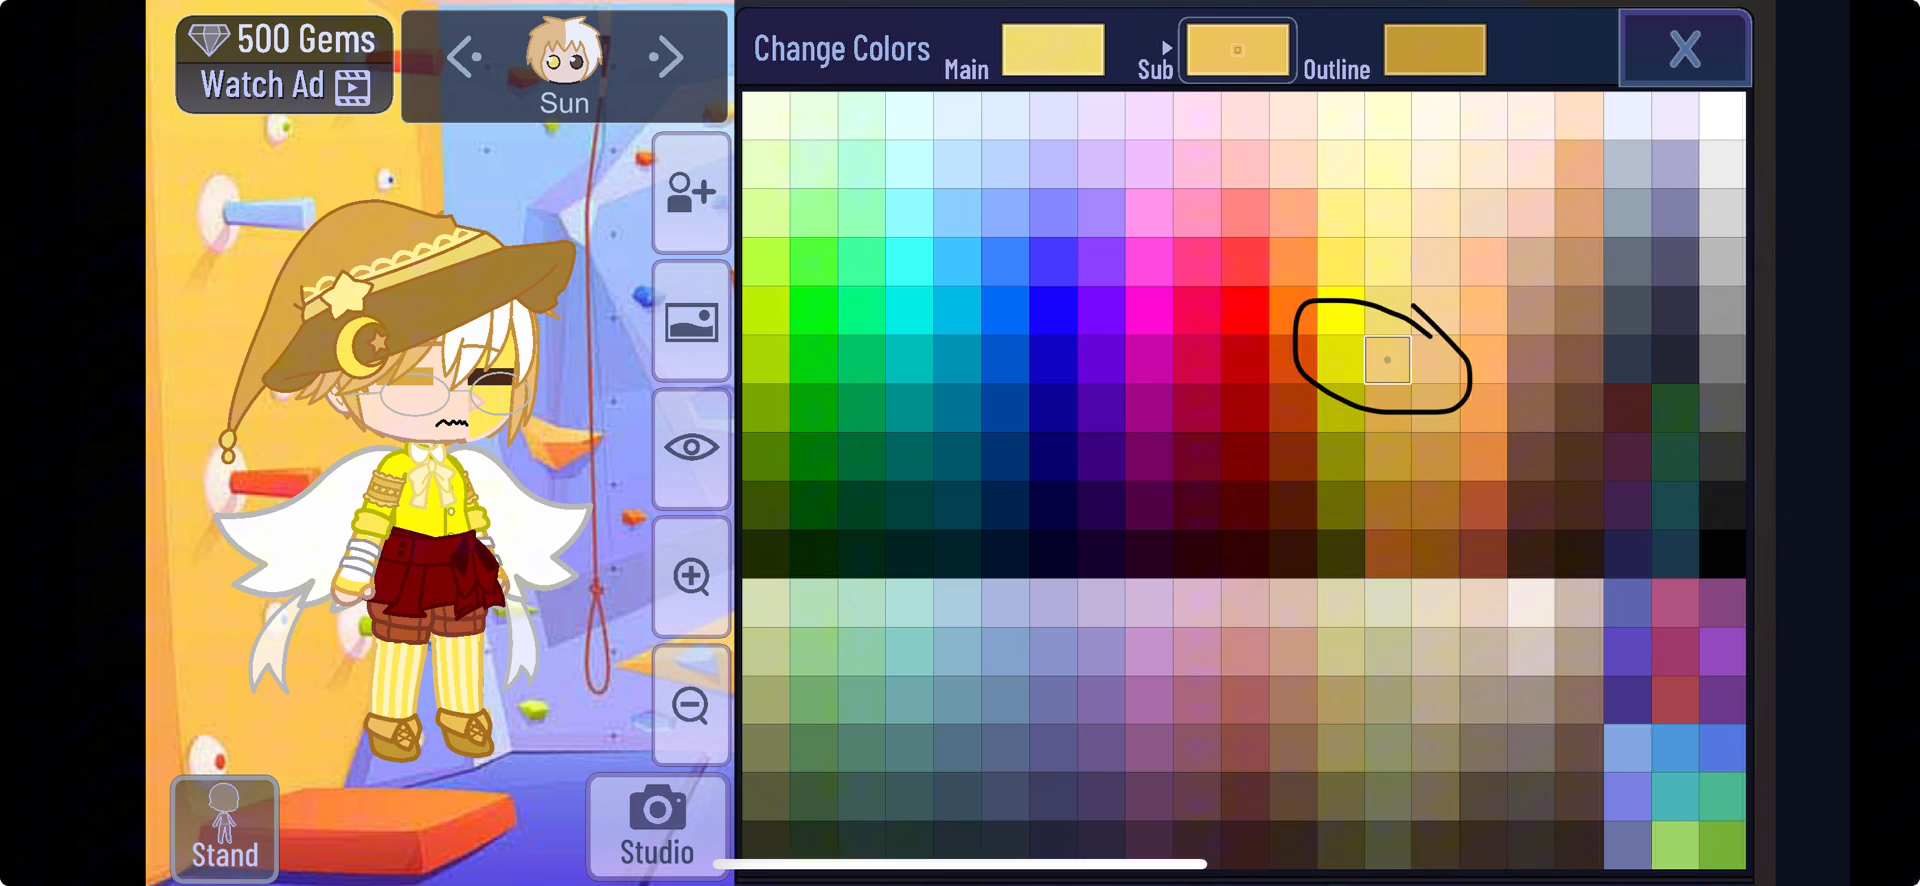 500 Gems
Watch Ad
Sun
Change Colors
Main
Sub
Outline
X
Stand
Studio